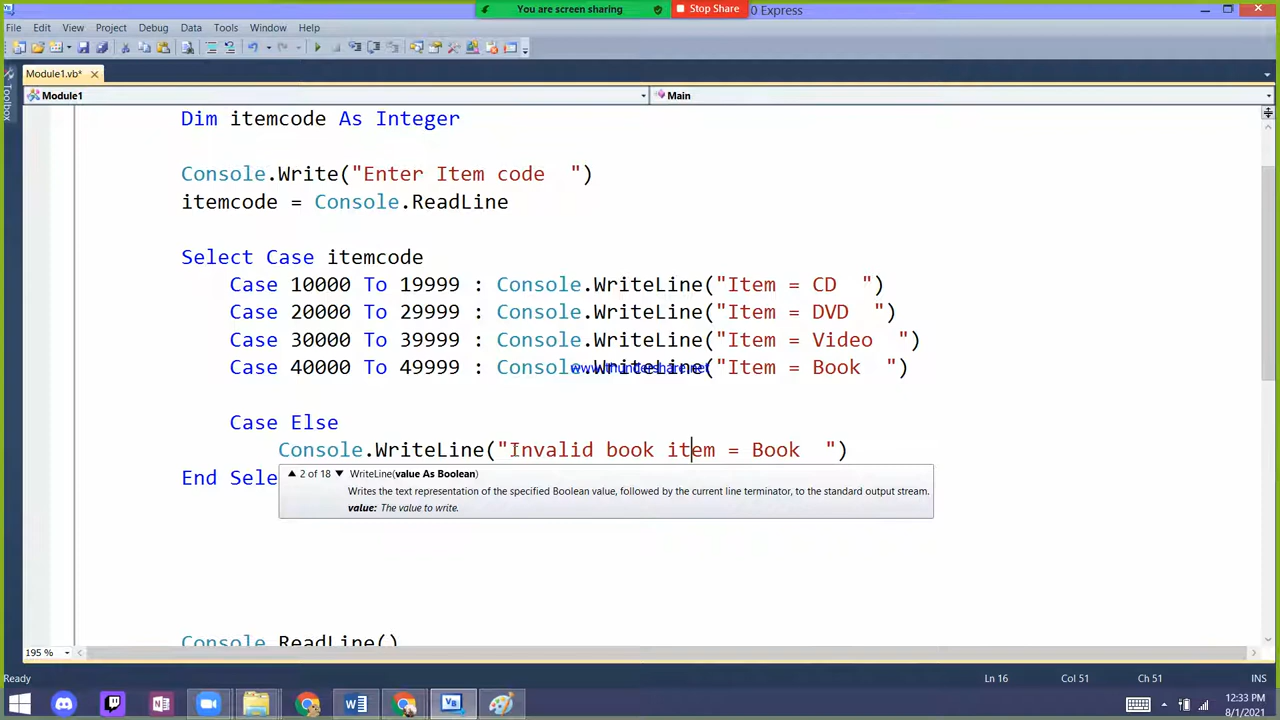 You are screen sharing
Stop Share
0 Express
File Edit View Project Debug Data Tools Window Help
Module1.vb*
Toolbox
Module1
Main
Dim itemcode As Integer
Console.Write("Enter Item code  ")
itemcode = Console.ReadLine
Select Case itemcode
Case 10000 To 19999 : Console.WriteLine("Item = CD  ")
Case 20000 To 29999 : Console.WriteLine("Item = DVD  ")
Case 30000 To 39999 : Console.WriteLine("Item = Video  ")
Case 40000 To 49999 : Console.WriteLine("Item = Book  ")
www.thundershare.net
Case Else
Console.WriteLine("Invalid book item = Book  ")
End Sele
2 of 18 WriteLine(value As Boolean)
Writes the text representation of the specified Boolean value, followed by the current line terminator, to the standard output stream.
value: The value to write.
Console.ReadLine()
195 %
Ready
Ln 16
Col 51
Ch 51
INS
12:33 PM
8/1/2021